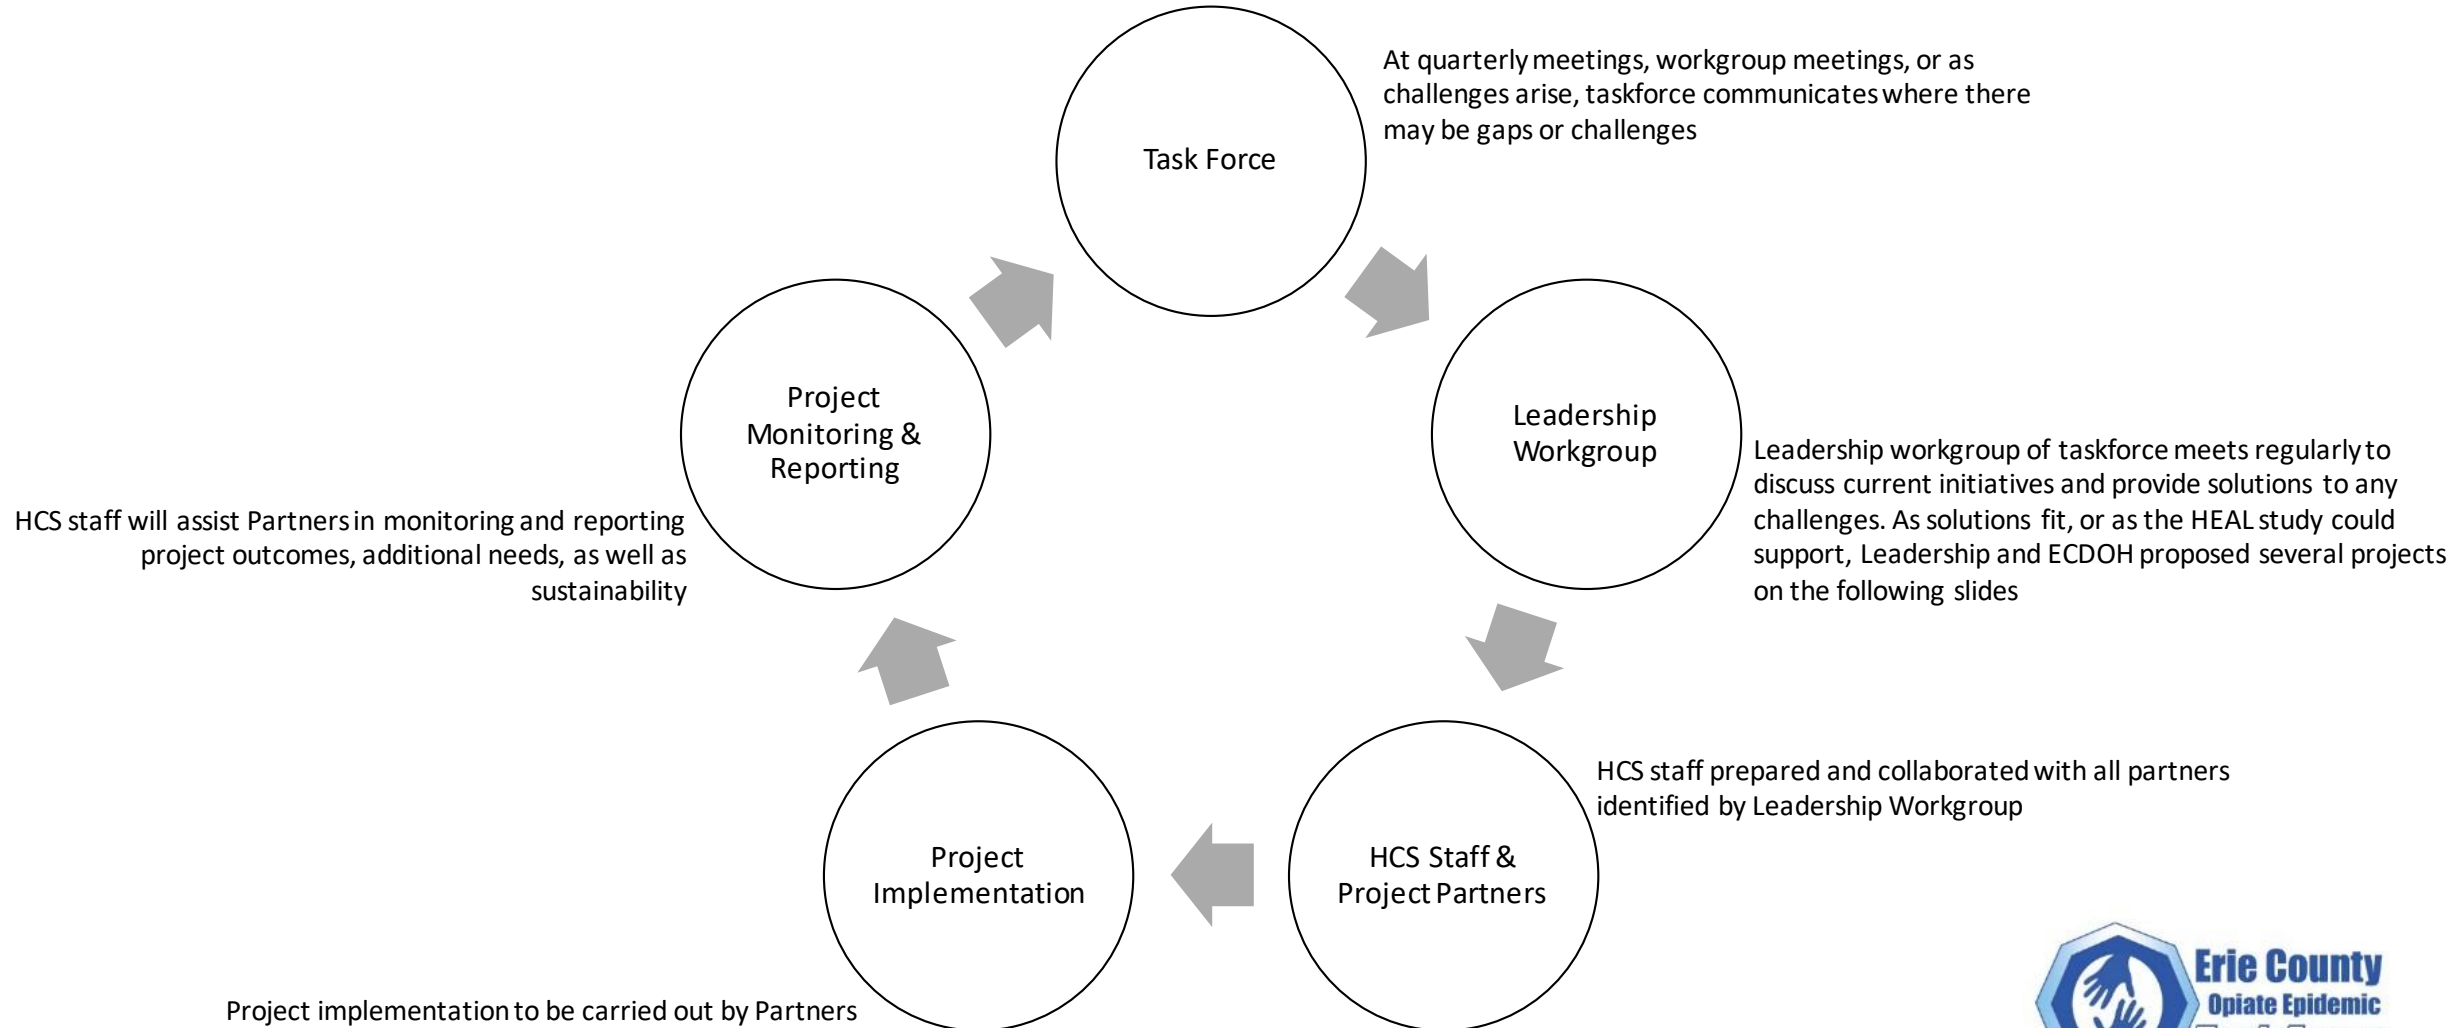 Task Force
At quarterly meetings, workgroup meetings, or as
challenges arise, taskforce communicates where there
may be gaps or challenges
Leadership
Workgroup
Leadership workgroup of taskforce meets regularly to
discuss current initiatives and provide solutions to any
challenges. As solutions fit, or as the HEAL study could
support, Leadership and ECDOH proposed several projects
on the following slides
HCS Staff &
Project Partners
HCS staff prepared and collaborated with all partners
identified by Leadership Workgroup
Project
Implementation
Project implementation to be carried out by Partners
Project
Monitoring &
Reporting
HCS staff will assist Partners in monitoring and reporting
project outcomes, additional needs, as well as
sustainability
Erie County
Opiate Epidemic